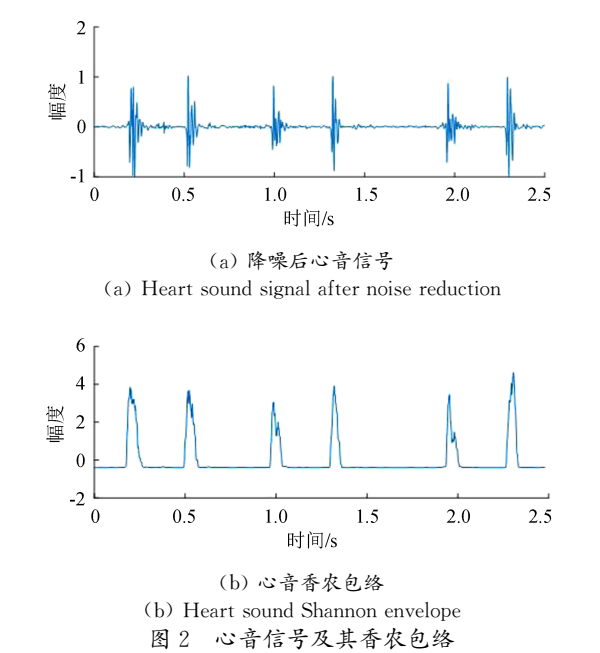 2
1
0
-1
幅度
0
0.5
1.0
1.5
2.0
2.5
时间/s
(a) 降噪后心音信号
(a) Heart sound signal after noise reduction
6
4
2
0
-2
幅度
0
0.5
1.0
1.5
2.0
2.5
时间/s
(b) 心音香农包络
(b) Heart sound Shannon envelope
图 2 心音信号及其香农包络